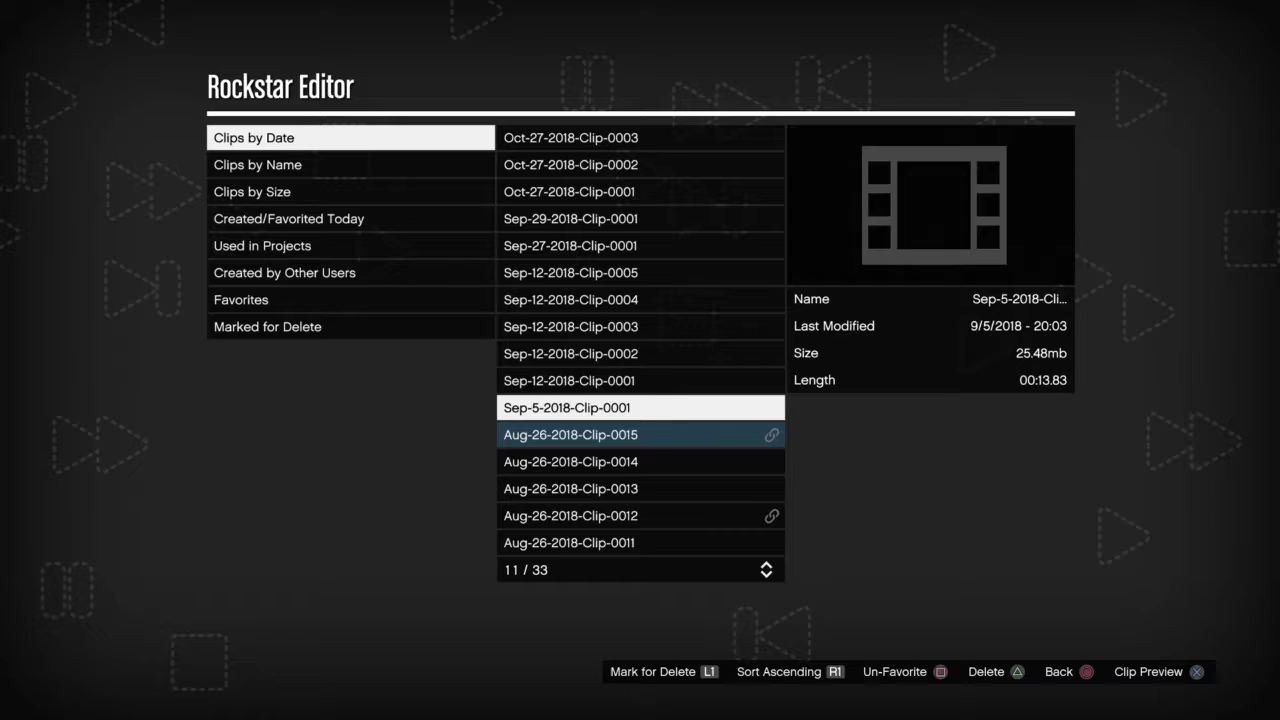 Rockstar Editor
Clips by Date
Clips by Name
Clips by Size
Created/Favorited Today
Used in Projects
Created by Other Users
Favorites
Marked for Delete
Oct-27-2018-Clip-0003
Oct-27-2018-Clip-0002
Oct-27-2018-Clip-0001
Sep-29-2018-Clip-0001
Sep-27-2018-Clip-0001
Sep-12-2018-Clip-0005
Sep-12-2018-Clip-0004
Sep-12-2018-Clip-0003
Sep-12-2018-Clip-0002
Sep-12-2018-Clip-0001
Sep-5-2018-Clip-0001
Aug-26-2018-Clip-0015
Aug-26-2018-Clip-0014
Aug-26-2018-Clip-0013
Aug-26-2018-Clip-0012
Aug-26-2018-Clip-0011
11 / 33
Name Sep-5-2018-Cli...
Last Modified 9/5/2018 - 20:03
Size 25.48mb
Length 00:13.83
Mark for Delete L1 Sort Ascending R1 Un-Favorite Delete Back Clip Preview